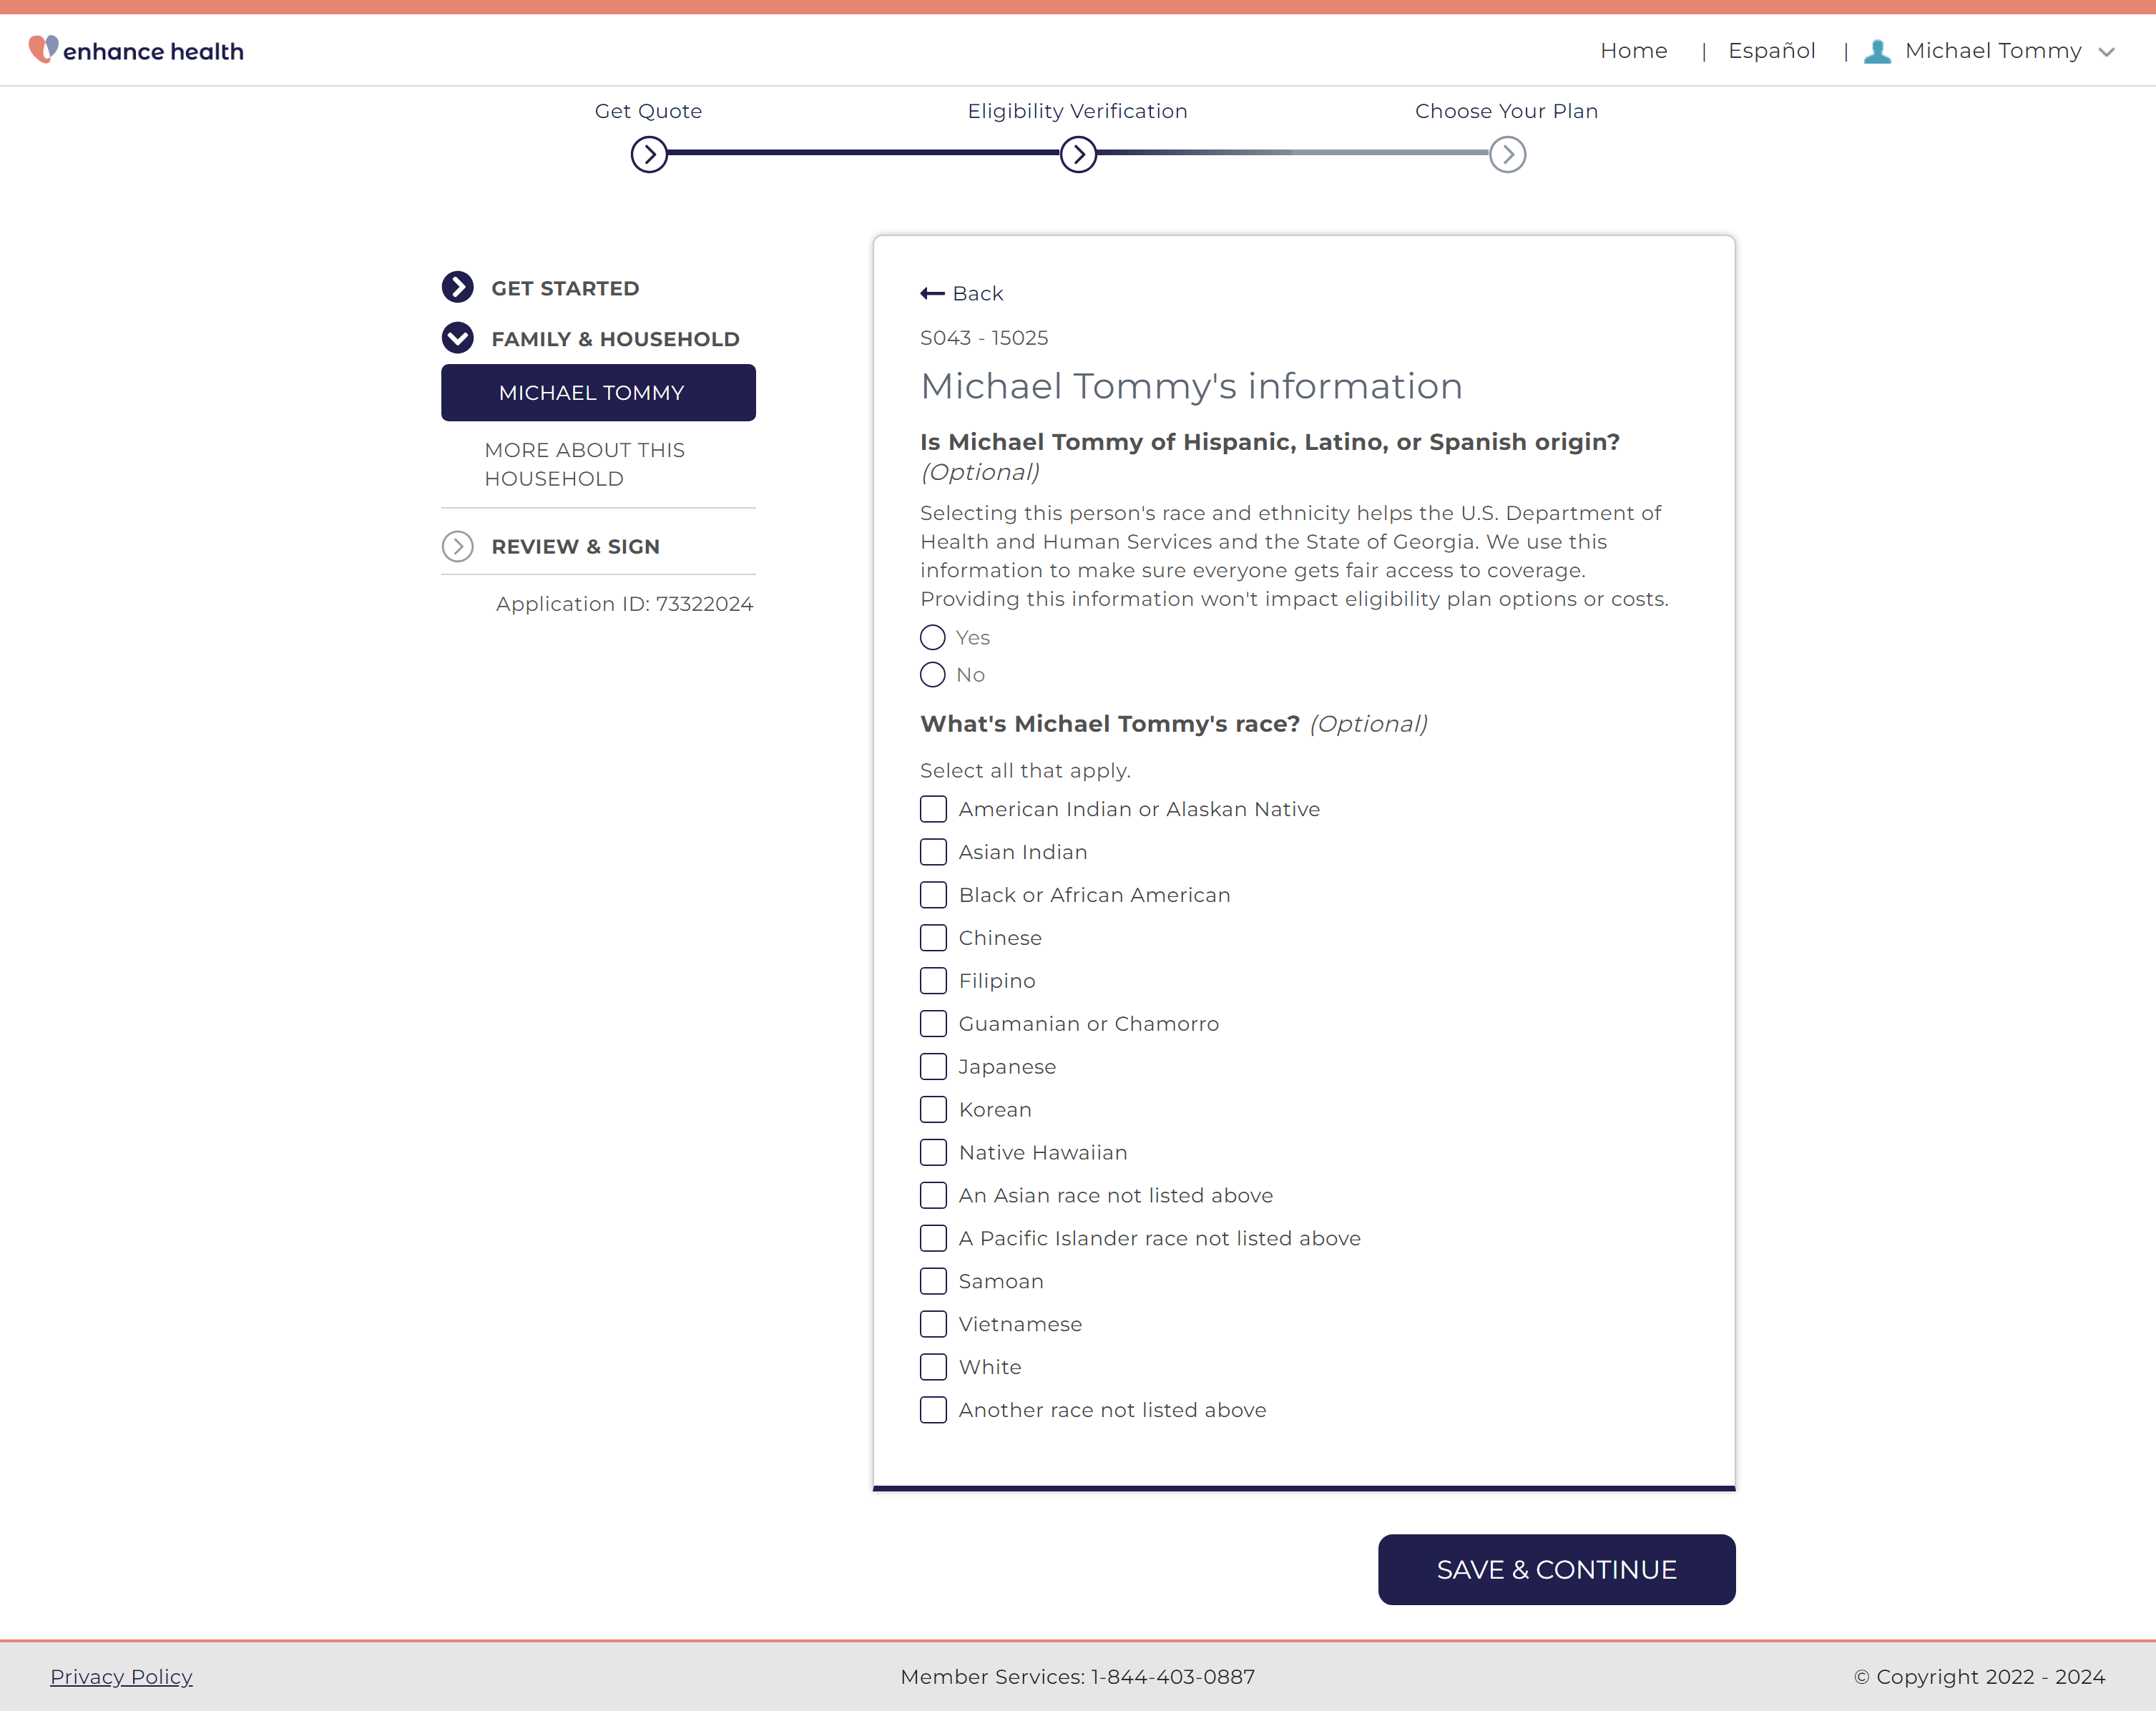 enhance health
Home | Español | Michael Tommy
Get Quote
Eligibility Verification
Choose Your Plan
GET STARTED
FAMILY & HOUSEHOLD
MICHAEL TOMMY
MORE ABOUT THIS
HOUSEHOLD
REVIEW & SIGN
Application ID: 73322024
Back
S043 - 15025
Michael Tommy's information
Is Michael Tommy of Hispanic, Latino, or Spanish origin?
(Optional)
Selecting this person's race and ethnicity helps the U.S. Department of
Health and Human Services and the State of Georgia. We use this
information to make sure everyone gets fair access to coverage.
Providing this information won't impact eligibility plan options or costs.
Yes
No
What's Michael Tommy's race? (Optional)
Select all that apply.
American Indian or Alaskan Native
Asian Indian
Black or African American
Chinese
Filipino
Guamanian or Chamorro
Japanese
Korean
Native Hawaiian
An Asian race not listed above
A Pacific Islander race not listed above
Samoan
Vietnamese
White
Another race not listed above
SAVE & CONTINUE
Privacy Policy
Member Services: 1-844-403-0887
© Copyright 2022 - 2024